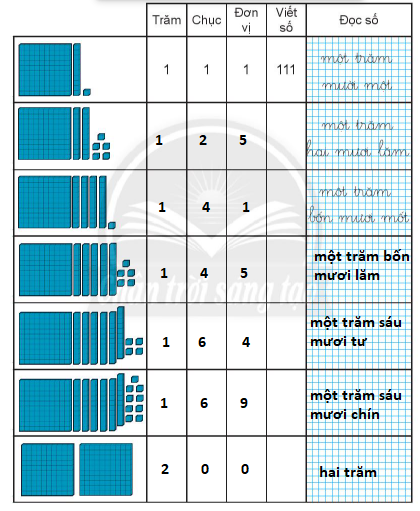 Trăm Chục Đơn vị Viết số Đọc số
1 1 1 111 một trăm
mười một
1 2 5 một trăm
hai mươi lăm
1 4 1 một trăm
bốn mươi mốt
1 4 5 một trăm bốn
mươi lăm
1 6 4 một trăm sáu
mươi tư
1 6 9 một trăm sáu
mươi chín
2 0 0 hai trăm
Chân trời sáng tạo